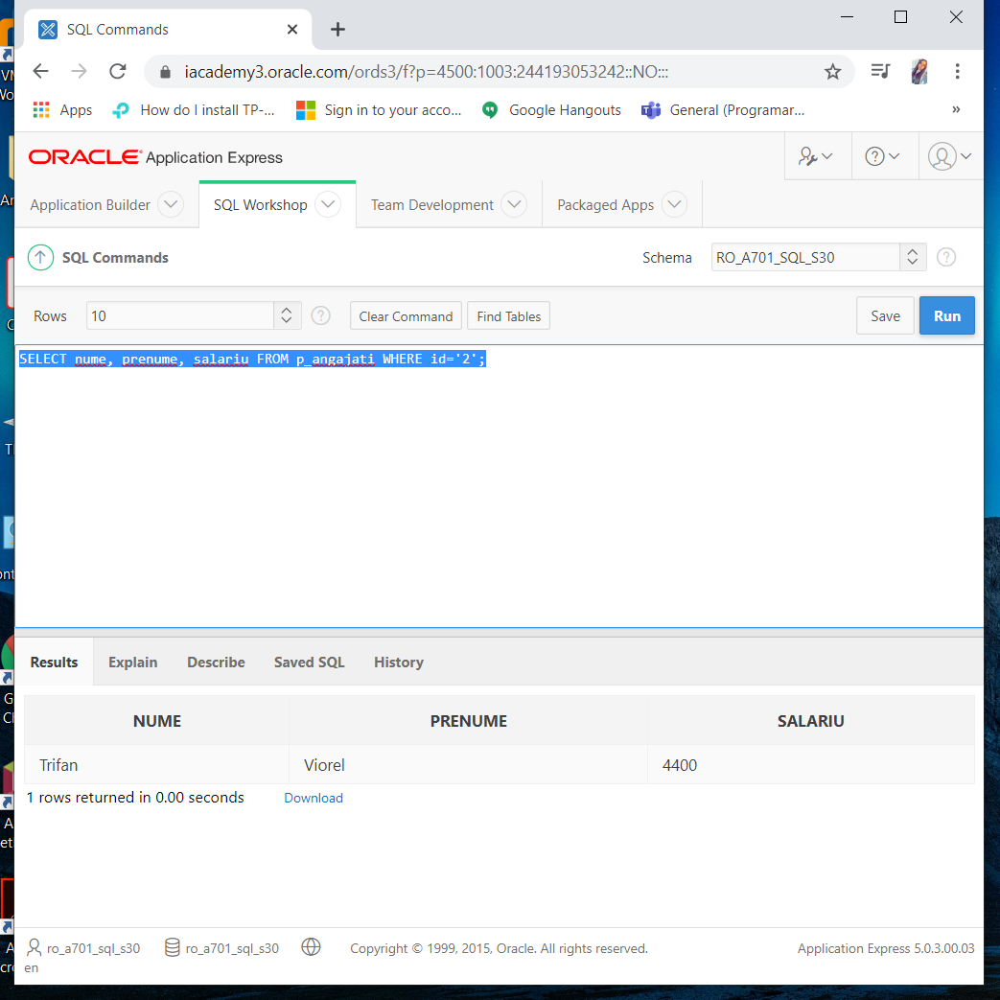 SQL Commands
iacademy3.oracle.com/ords3/f?p=4500:1003:244193053242::NO:::
Apps How do I install TP-... Sign in to your acco... Google Hangouts General (Programar... »
ORACLE Application Express
Application Builder SQL Workshop Team Development Packaged Apps
SQL Commands Schema RO_A701_SQL_S30 ?
Rows 10 ? Clear Command Find Tables Save Run
SELECT nume, prenume, salariu FROM p_angajati WHERE id='2';
Results Explain Describe Saved SQL History
NUME PRENUME SALARIU
Trifan Viorel 4400
1 rows returned in 0.00 seconds Download
ro_a701_sql_s30 ro_a701_sql_s30 Copyright © 1999, 2015, Oracle. All rights reserved. Application Express 5.0.3.00.03
en